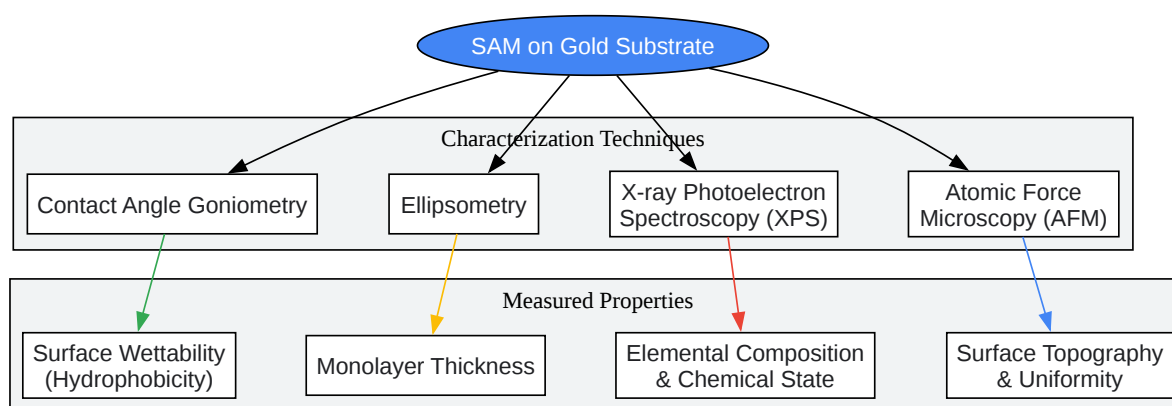 SAM on Gold Substrate
Characterization Techniques
Contact Angle Goniometry
Ellipsometry
X-ray Photoelectron
Spectroscopy (XPS)
Atomic Force
Microscopy (AFM)
Measured Properties
Surface Wettability
(Hydrophobicity)
Monolayer Thickness
Elemental Composition
& Chemical State
Surface Topography
& Uniformity